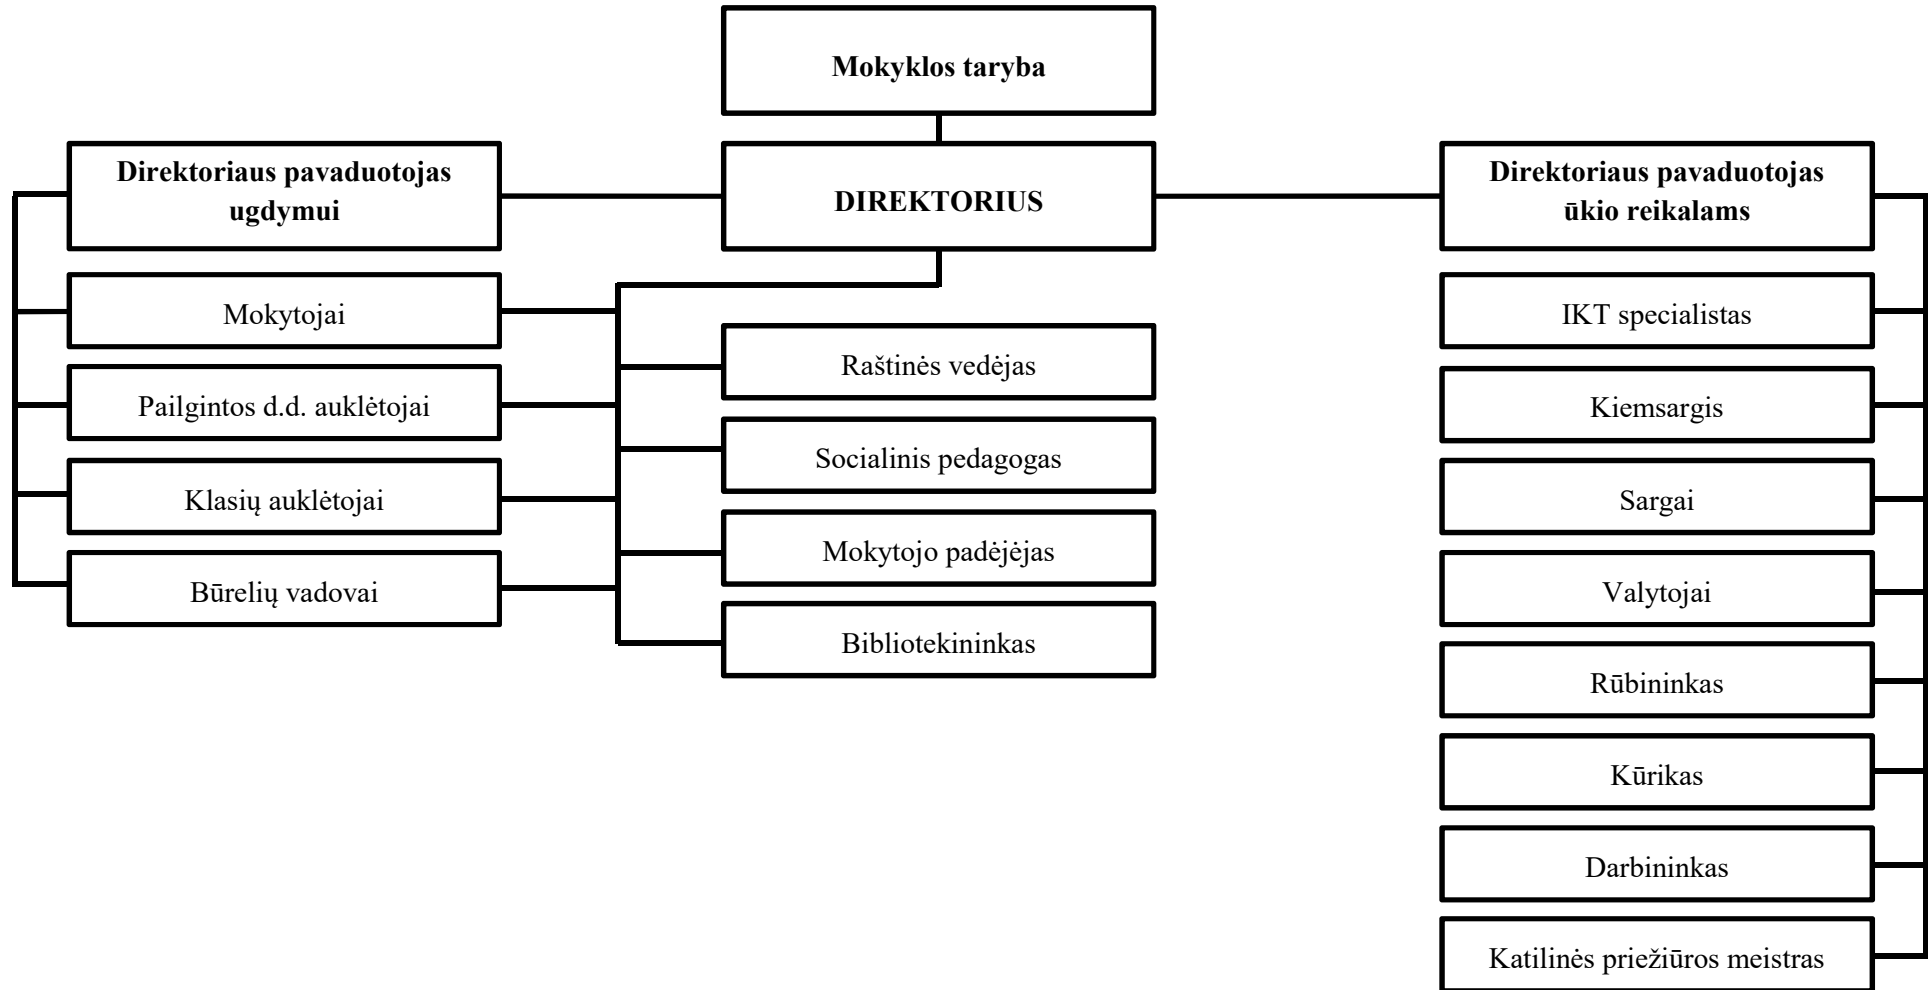 Mokyklos taryba
Direktoriaus pavaduotojas
ugdymui
DIREKTORIUS
Direktoriaus pavaduotojas
ūkio reikalams
Mokytojai
Pailgintos d.d. auklėtojai
Klasių auklėtojai
Būrelių vadovai
Raštinės vedėjas
Socialinis pedagogas
Mokytojo padėjėjas
Bibliotekininkas
IKT specialistas
Kiemsargis
Sargai
Valytojai
Rūbininkas
Kūrikas
Darbininkas
Katilinės priežiūros meistras